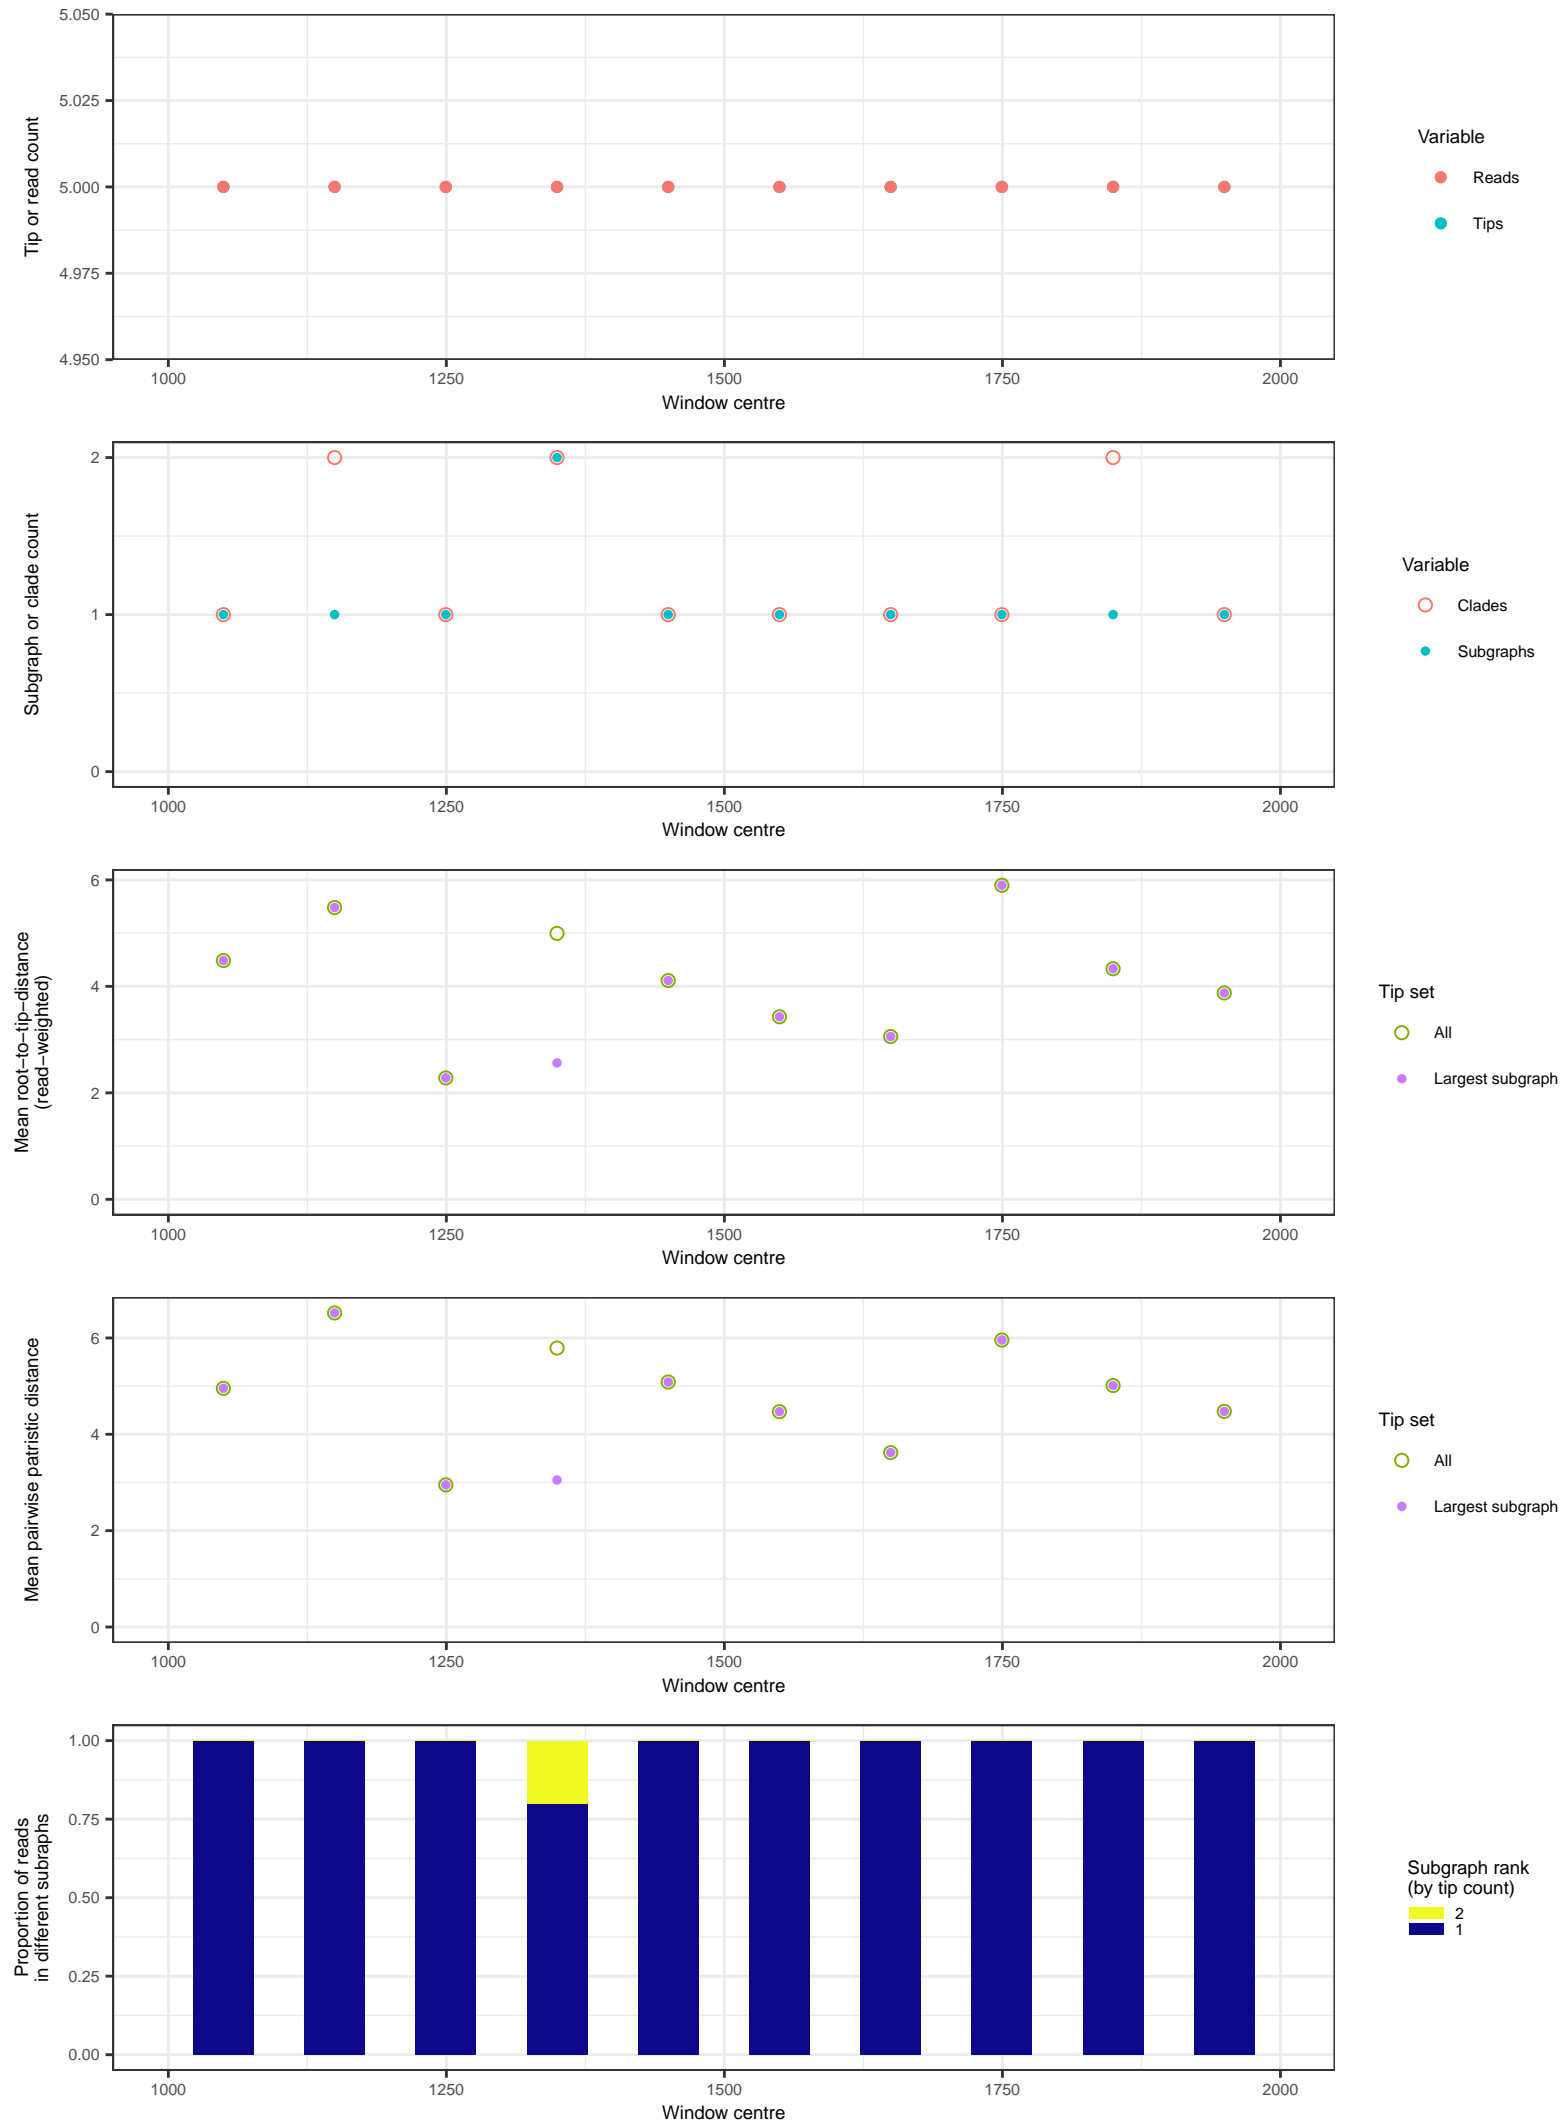 5.050
5.025
5.000
4.975
4.950
Tip or read count
1000 1250 1500 1750 2000
Window centre
Variable
Reads
Tips
2
1
0
Subgraph or clade count
1000 1250 1500 1750 2000
Window centre
Variable
Clades
Subgraphs
6
4
2
0
Mean root−to−tip−distance
(read−weighted)
1000 1250 1500 1750 2000
Window centre
Tip set
All
Largest subgraph
6
4
2
0
Mean pairwise patristic distance
1000 1250 1500 1750 2000
Window centre
Tip set
All
Largest subgraph
1.00
0.75
0.50
0.25
0.00
Proportion of reads
in different subraphs
1000 1250 1500 1750 2000
Window centre
Subgraph rank
(by tip count)
2
1